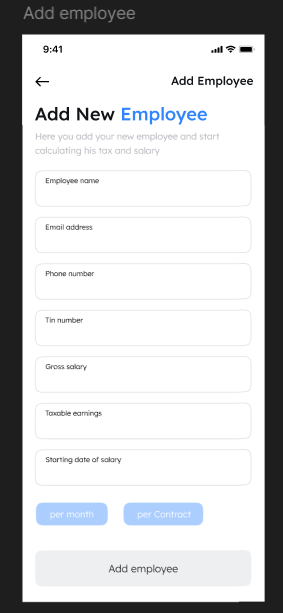 Add employee
9:41
Add Employee
Add New Employee
Here you add your new employee and start
calculating his tax and salary
Employee name
Email address
Phone number
Tin number
Gross salary
Taxable earnings
Starting date of salary
per month
per Contract
Add employee